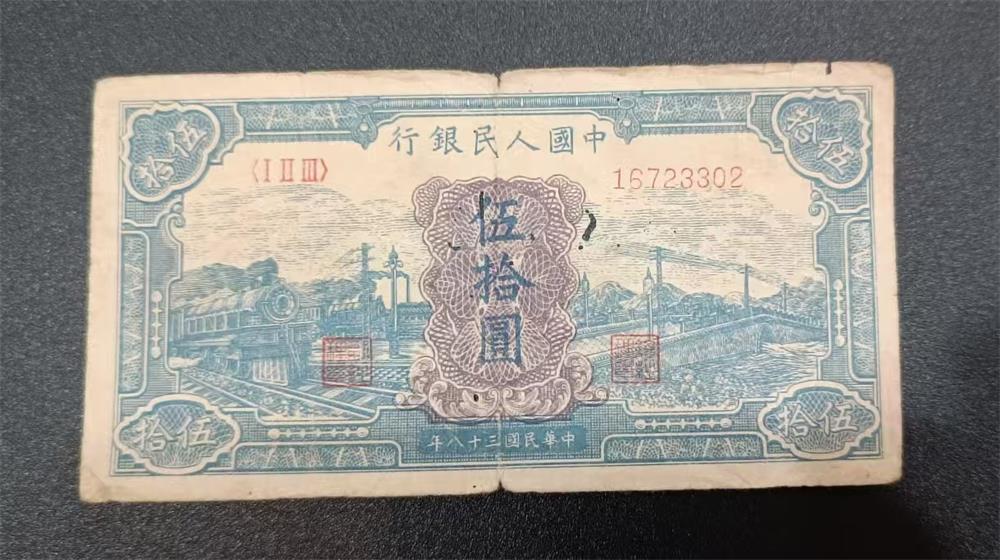 伍拾
伍拾
中國人民銀行
〈I II III〉
16723302
伍拾圓
伍拾
中華民國三十八年
伍拾